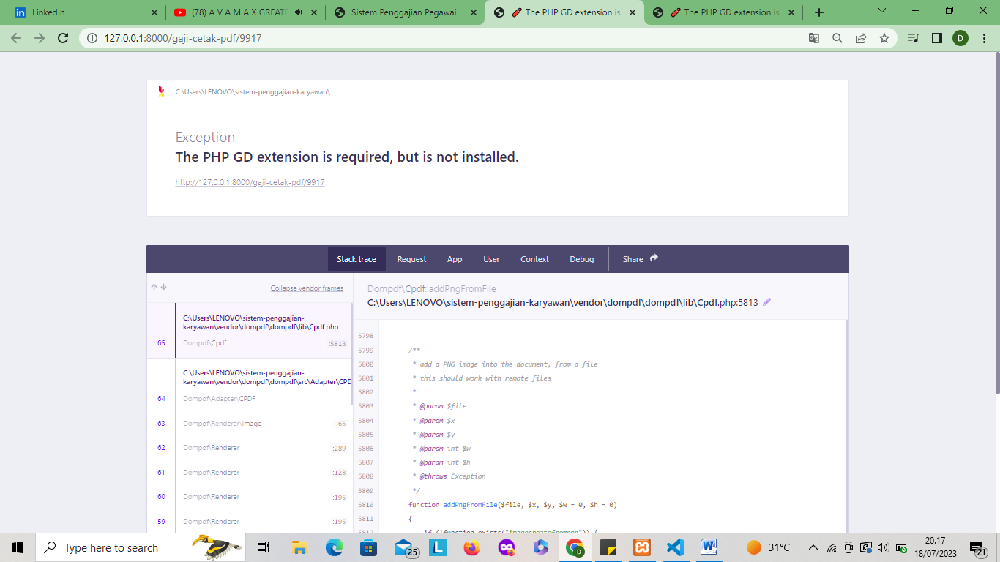 LinkedIn
(78) A V A M A X GREATE
Sistem Penggajian Pegawai
The PHP GD extension is
The PHP GD extension is
127.0.0.1:8000/gaji-cetak-pdf/9917
D
C:\Users\LENOVO\sistem-penggajian-karyawan\
Exception
The PHP GD extension is required, but is not installed.
http://127.0.0.1:8000/gaji-cetak-pdf/9917
Stack trace
Request
App
User
Context
Debug
Share
Collapse vendor frames
C:\Users\LENOVO\sistem-penggajian-
karyawan\vendor\dompdf\dompdf\lib\Cpdf.php
65 Dompdf\Cpdf :5813
C:\Users\LENOVO\sistem-penggajian-
karyawan\vendor\dompdf\dompdf\src\Adapter\CPD
64 Dompdf\Adapter\CPDF
63 Dompdf\Renderer\Image :65
62 Dompdf\Renderer :289
61 Dompdf\Renderer :128
60 Dompdf\Renderer :195
59 Dompdf\Renderer :195
Dompdf\Cpdf::addPngFromFile
C:\Users\LENOVO\sistem-penggajian-karyawan\vendor\dompdf\dompdf\lib\Cpdf.php:5813
5798
5799 /**
5800 * add a PNG image into the document, from a file
5801 * this should work with remote files
5802 *
5803 * @param $file
5804 * @param $x
5805 * @param $y
5806 * @param int $w
5807 * @param int $h
5808 * @throws Exception
5809 */
5810 function addPngFromFile($file, $x, $y, $w = 0, $h = 0)
5811 {
5812 if (!function_exists("imagecreatefrompng")) {
Type here to search
25
L
D
W
31°C
20.17
18/07/2023
21